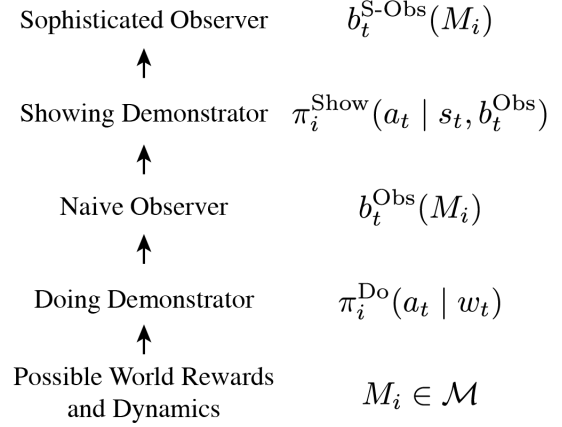 Sophisticated Observer b_t^{S-Obs}(M_i)
Showing Demonstrator π_i^{Show}(a_t | s_t, b_t^{Obs})
Naive Observer b_t^{Obs}(M_i)
Doing Demonstrator π_i^{Do}(a_t | w_t)
Possible World Rewards
and Dynamics M_i ∈ ℳ